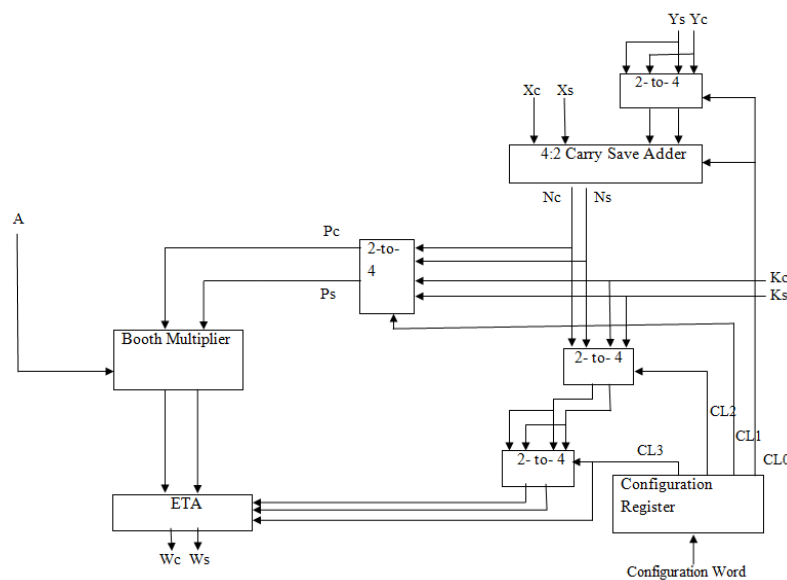 Ys Yc
2- to- 4
Xc Xs
4:2 Carry Save Adder
Nc Ns
A
Pc
2-to-
4
Kc
Ps
Ks
Booth Multiplier
2- to- 4
CL2
CL1
CL3
CL0
2- to- 4
Configuration
Register
ETA
Wc Ws
Configuration Word